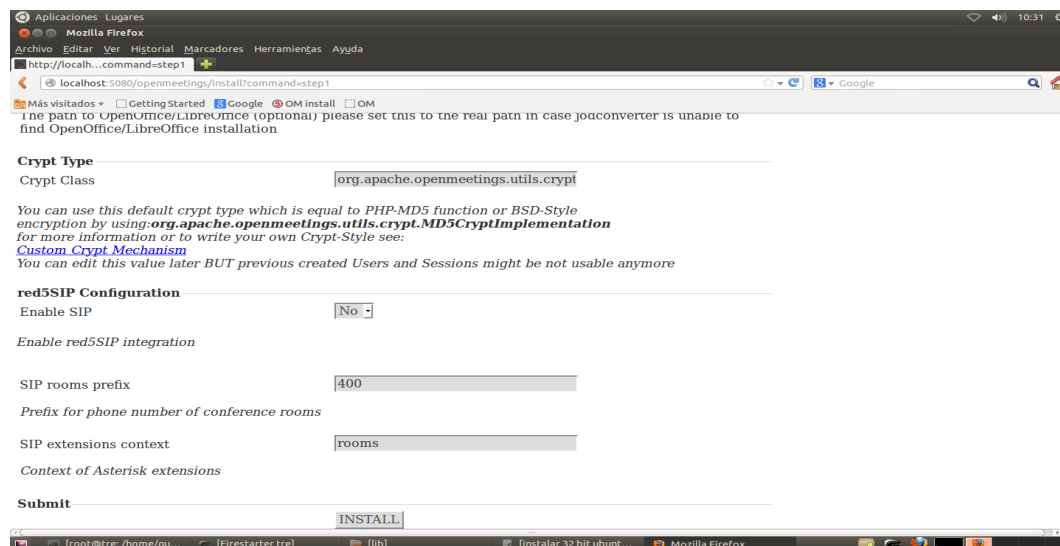 Aplicaciones Lugares
10:31
Mozilla Firefox
Archivo Editar Ver Historial Marcadores Herramientas Ayuda
http://localh...command=step1
localhost:5080/openmeetings/install?command=step1
Google
Más visitados Getting Started Google OM install OM
The path to OpenOffice/LibreOffice (optional) please set this to the real path in case jodconverter is unable to
find OpenOffice/LibreOffice installation
Crypt Type
Crypt Class org.apache.openmeetings.utils.crypt
You can use this default crypt type which is equal to PHP-MD5 function or BSD-Style
encryption by using:org.apache.openmeetings.utils.crypt.MD5CryptImplementation
for more information or to write your own Crypt-Style see:
Custom Crypt Mechanism
You can edit this value later BUT previous created Users and Sessions might be not usable anymore
red5SIP Configuration
Enable SIP No
Enable red5SIP integration
SIP rooms prefix 400
Prefix for phone number of conference rooms
SIP extensions context rooms
Context of Asterisk extensions
Submit
INSTALL
[root@tre: /home/gu... [Firestarter tre] [lib] [instalar 32 bit ubunt... Mozilla Firefox